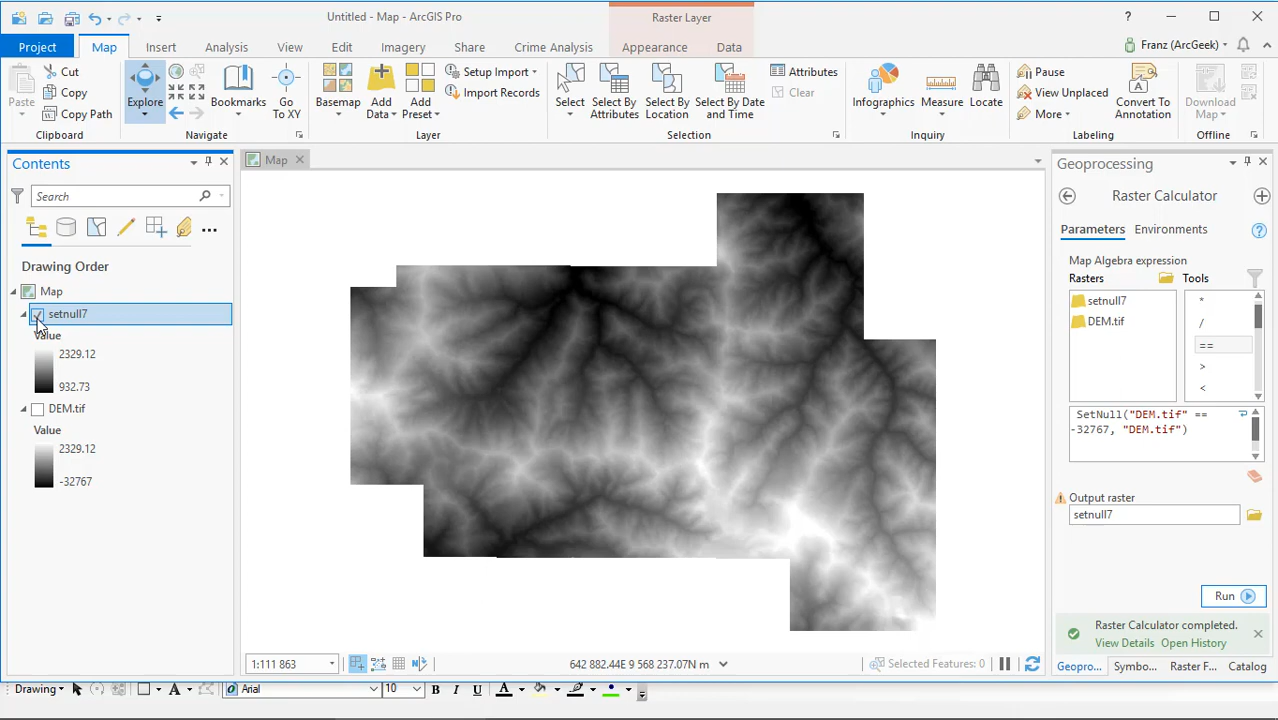 Untitled - Map - ArcGIS Pro
Raster Layer
?
Project
Map
Insert
Analysis
View
Edit
Imagery
Share
Crime Analysis
Appearance
Data
Franz (ArcGeek)
Paste
Cut
Copy
Copy Path
Clipboard
Explore
Bookmarks
Go
To XY
Navigate
Basemap
Add
Data
Add
Preset
Setup Import
Import Records
Layer
Select
Select By
Attributes
Select By
Location
Select By Date
and Time
Attributes
Clear
Selection
Infographics
Measure
Locate
Inquiry
Pause
View Unplaced
More
Convert To
Annotation
Labeling
Download
Map
Offline
Contents
Search
Drawing Order
Map
setnull7
Value
2329.12
932.73
DEM.tif
Value
2329.12
-32767
Map
1:111 863
642 882.44E 9 568 237.07N m
Selected Features: 0
Geoprocessing
Raster Calculator
Parameters
Environments
?
Map Algebra expression
Rasters
Tools
setnull7
DEM.tif
*
/
==
>
<
SetNull("DEM.tif" ==
-32767, "DEM.tif")
Output raster
setnull7
Run
Raster Calculator completed.
View Details Open History
Geopro...
Symbo...
Raster F...
Catalog
Drawing
A
Arial
10
B
I
U
A